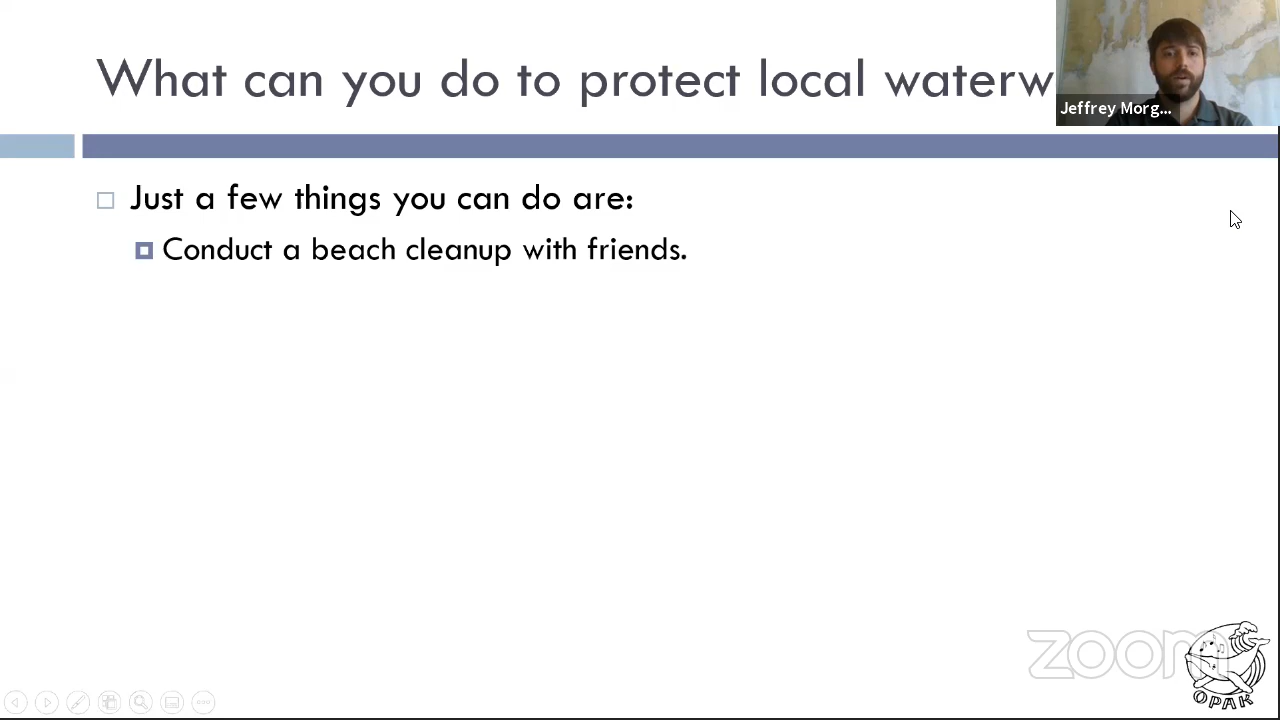 What can you do to protect local waterw
Jeffrey Morg...
Just a few things you can do are:
Conduct a beach cleanup with friends.
zoom
OPAK